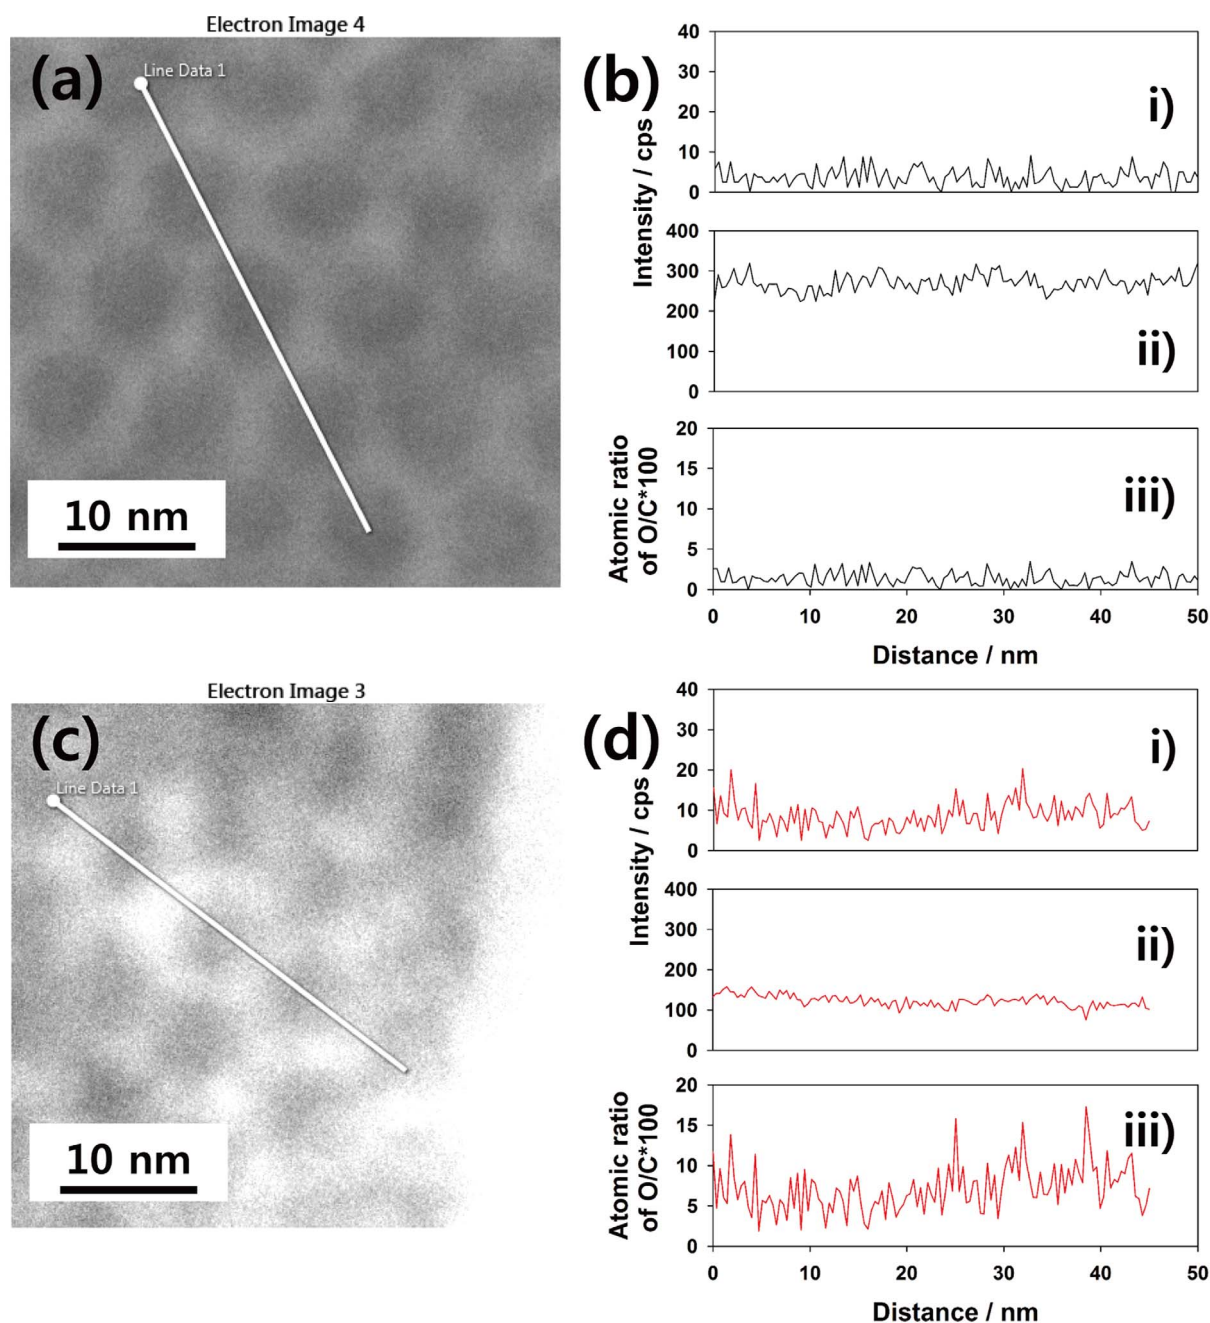 Electron Image 4
(a)
Line Data 1
10 nm
(b)
Intensity / cps
40
30
20
10
0
i)
400
300
200
100
0
ii)
Atomic ratio
of O/C*100
20
15
10
5
0
iii)
0 10 20 30 40 50
Distance / nm
Electron Image 3
(c)
Line Data 1
10 nm
(d)
Intensity / cps
40
30
20
10
0
i)
400
300
200
100
0
ii)
Atomic ratio
of O/C*100
20
15
10
5
0
iii)
0 10 20 30 40 50
Distance / nm